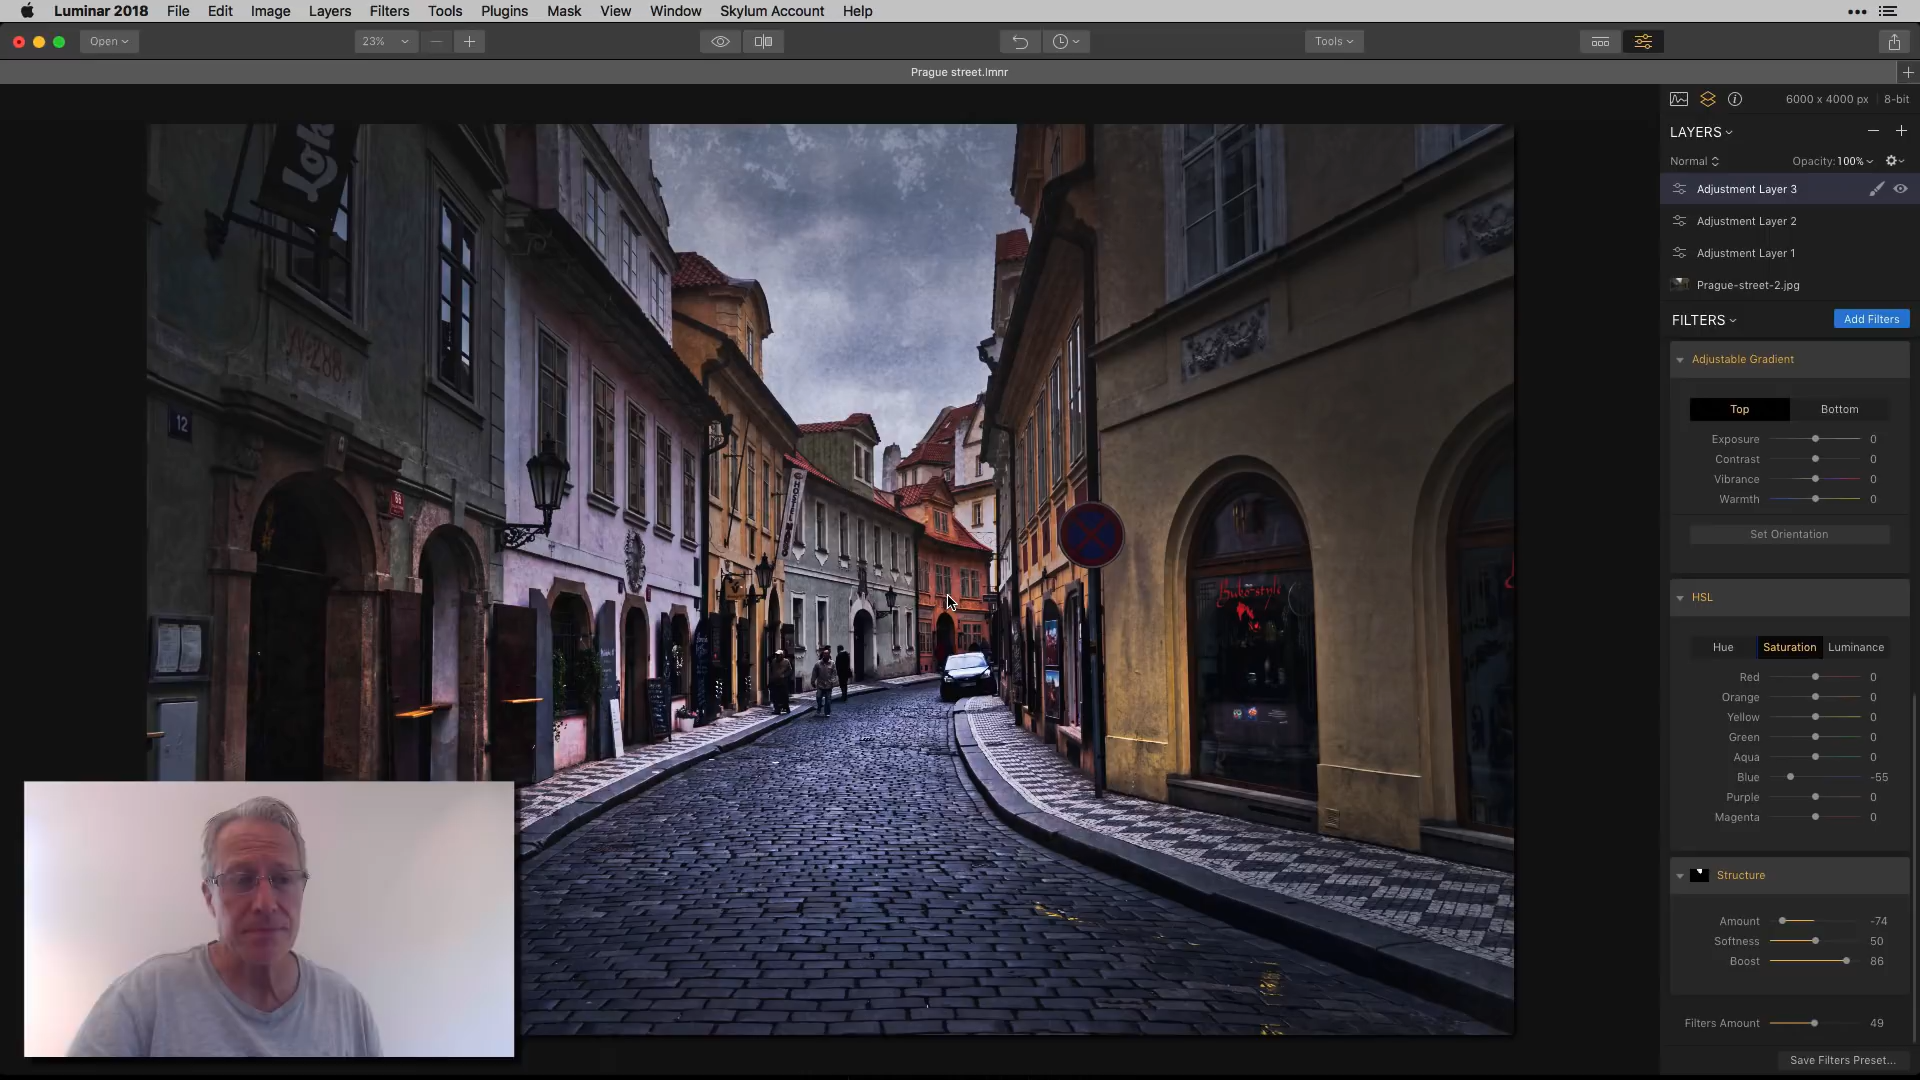 Luminar 2018 File Edit Image Layers Filters Tools Plugins Mask View Window Skylum Account Help
Open 23% Tools
Prague street.lmnr
6000 x 4000 px 8-bit
LAYERS
Normal Opacity: 100%
Adjustment Layer 3
Adjustment Layer 2
Adjustment Layer 1
Prague-street-2.jpg
FILTERS Add Filters
Adjustable Gradient
Top Bottom
Exposure 0
Contrast 0
Vibrance 0
Warmth 0
Set Orientation
HSL
Hue Saturation Luminance
Red 0
Orange 0
Yellow 0
Green 0
Aqua 0
Blue -55
Purple 0
Magenta 0
Structure
Amount -74
Softness 50
Boost 86
Filters Amount 49
Save Filters Preset...
12